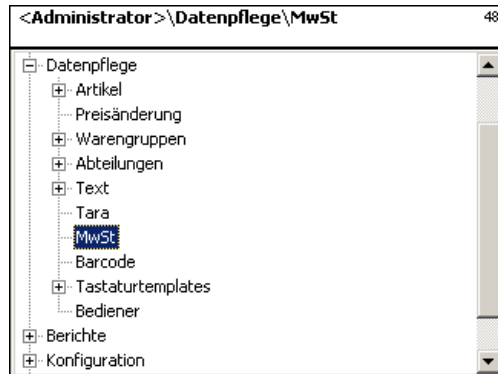 <Administrator>\Datenpflege\MwSt 48
Datenpflege
Artikel
Preisänderung
Warengruppen
Abteilungen
Text
Tara
MwSt
Barcode
Tastaturtemplates
Bediener
Berichte
Konfiguration